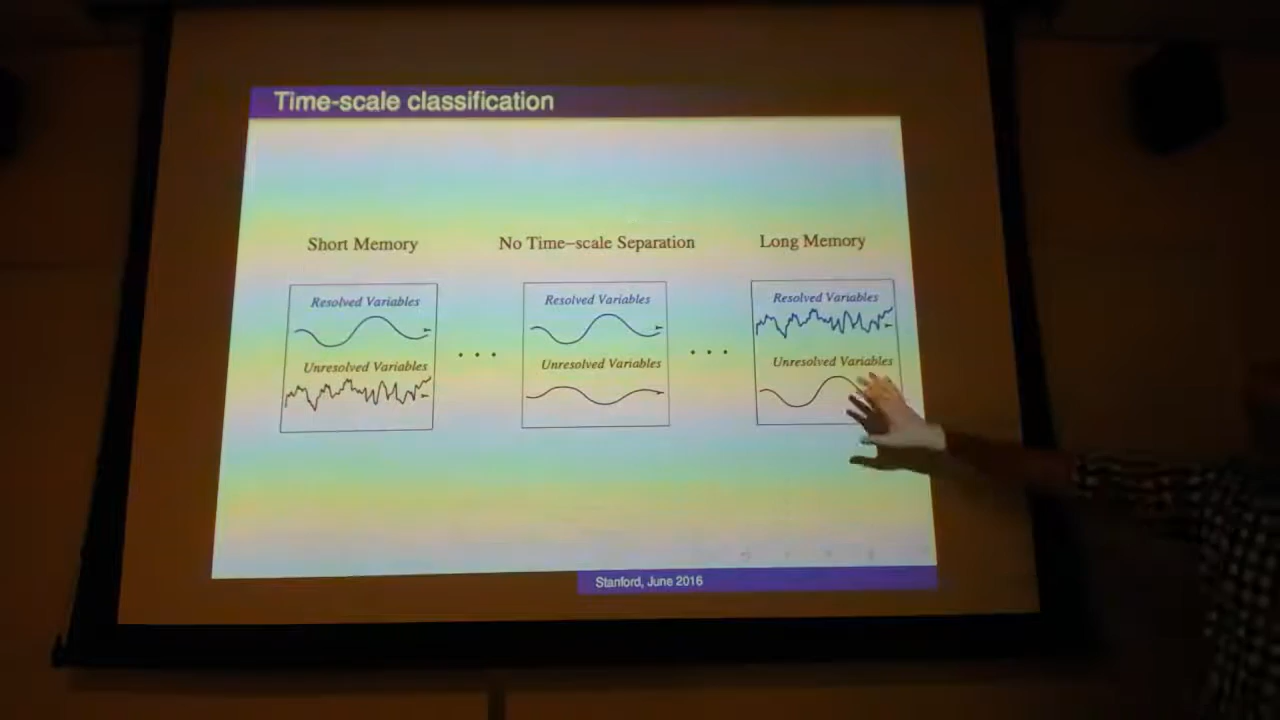 Time-scale classification
Short Memory
No Time–scale Separation
Long Memory
Resolved Variables
Unresolved Variables
Resolved Variables
Unresolved Variables
Resolved Variables
Unresolved Variables
Stanford, June 2016